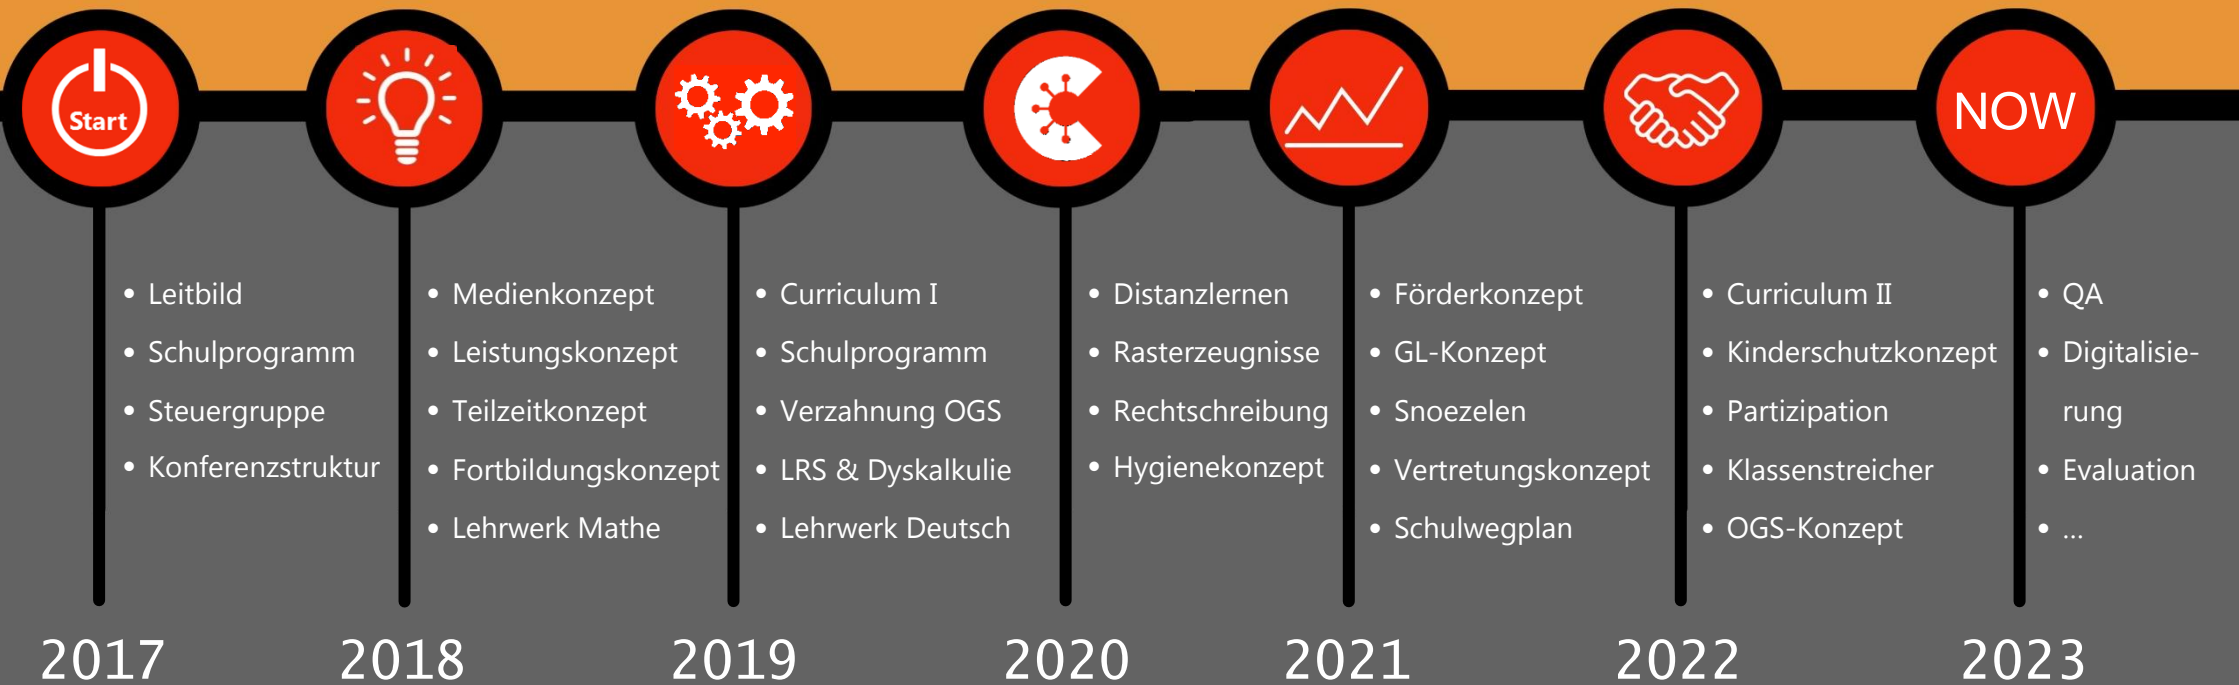 Start
NOW
• Leitbild
• Schulprogramm
• Steuergruppe
• Konferenzstruktur
• Medienkonzept
• Leistungskonzept
• Teilzeitkonzept
• Fortbildungskonzept
• Lehrwerk Mathe
• Curriculum I
• Schulprogramm
• Verzahnung OGS
• LRS & Dyskalkulie
• Lehrwerk Deutsch
• Distanzlernen
• Rasterzeugnisse
• Rechtschreibung
• Hygienekonzept
• Förderkonzept
• GL-Konzept
• Snoezelen
• Vertretungskonzept
• Schulwegplan
• Curriculum II
• Kinderschutzkonzept
• Partizipation
• Klassenstreicher
• OGS-Konzept
• QA
• Digitalisie-
rung
• Evaluation
• ...
2017
2018
2019
2020
2021
2022
2023